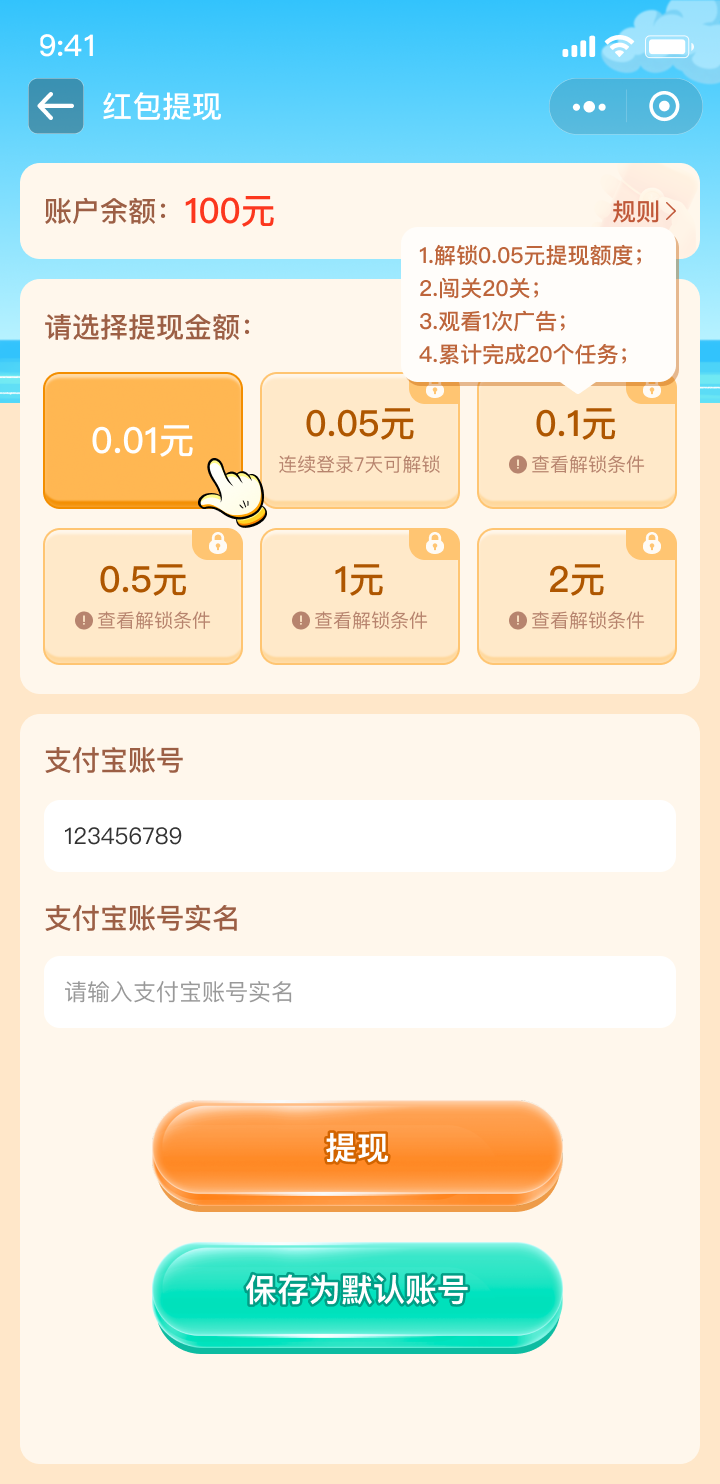 9:41
红包提现
账户余额：100元
规则
1.解锁0.05元提现额度；
2.闯关20关；
3.观看1次广告；
4.累计完成20个任务；
请选择提现金额：
0.01元
0.05元
连续登录7天可解锁
0.1元
查看解锁条件
0.5元
查看解锁条件
1元
查看解锁条件
2元
查看解锁条件
支付宝账号
123456789
支付宝账号实名
请输入支付宝账号实名
提现
保存为默认账号